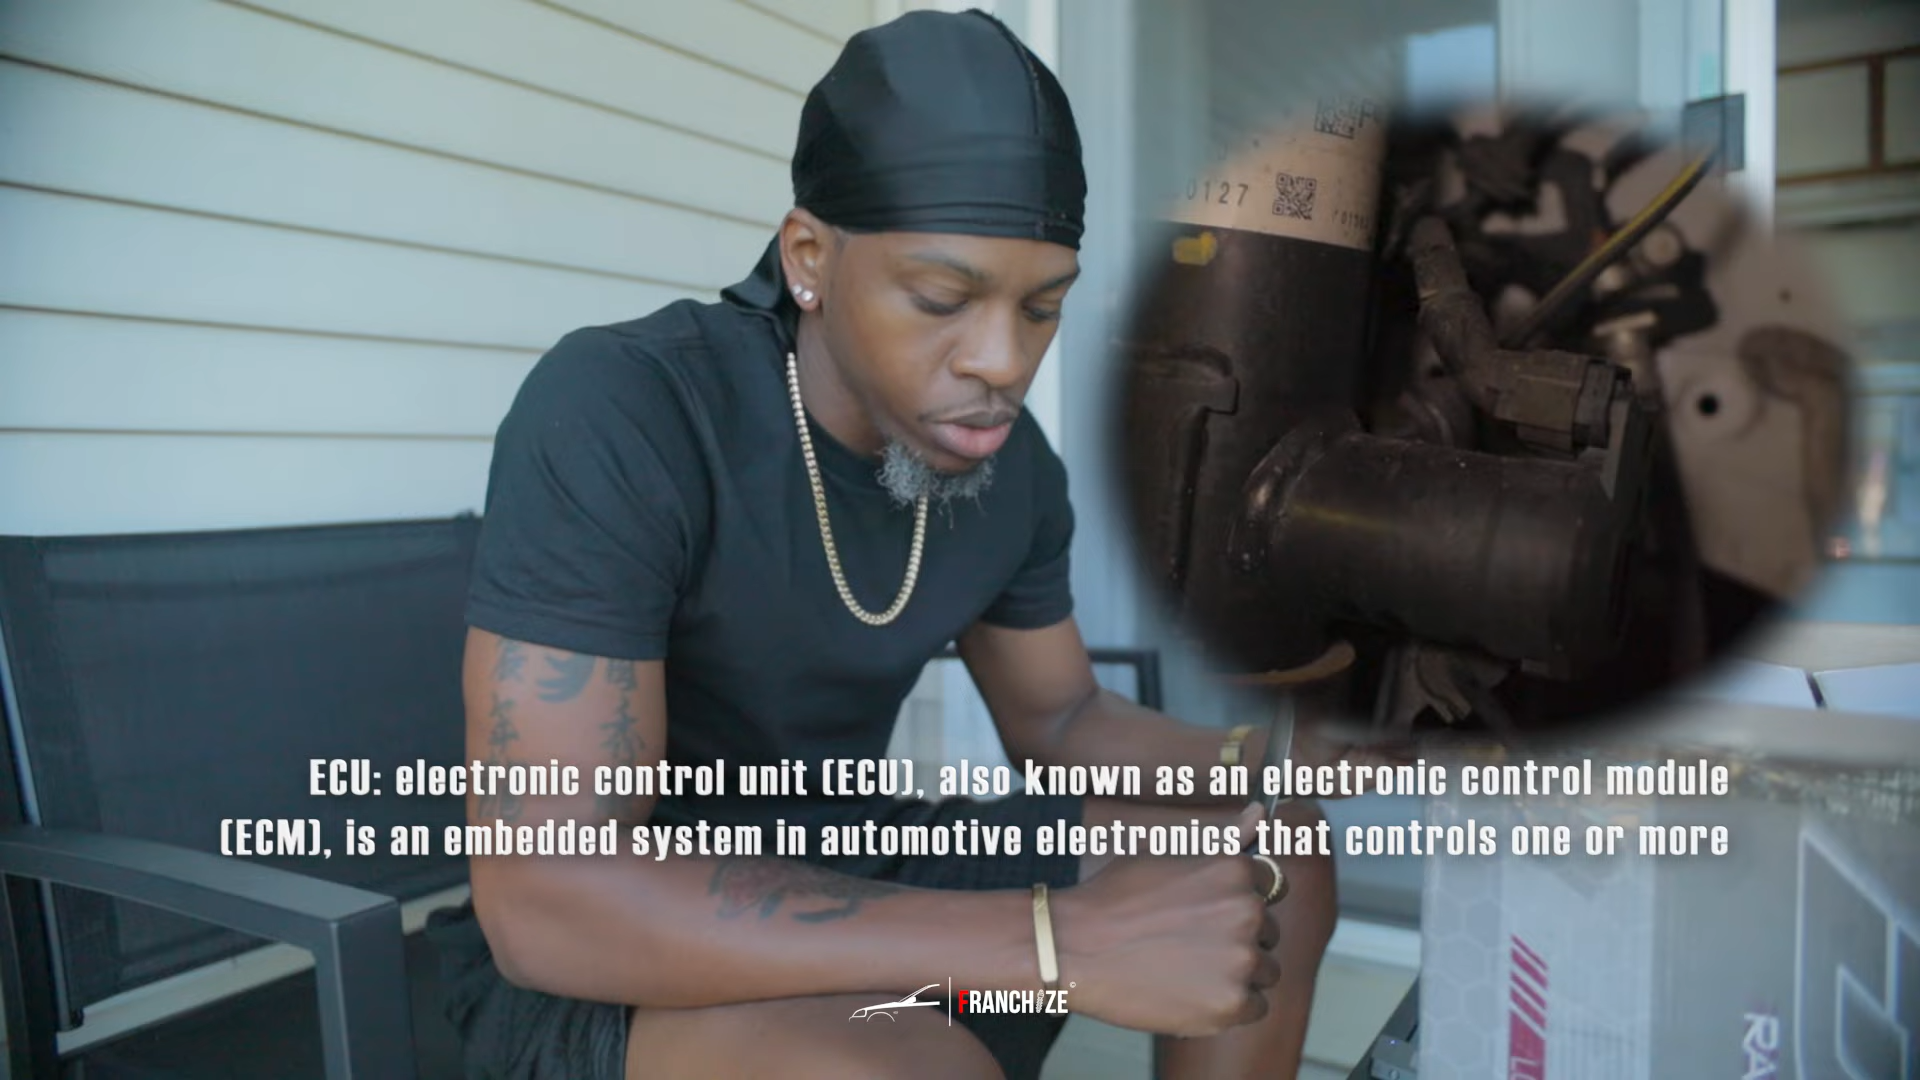 0127
ECU: electronic control unit (ECU), also known as an electronic control module
(ECM), is an embedded system in automotive electronics that controls one or more
FRANCHIZE
RA